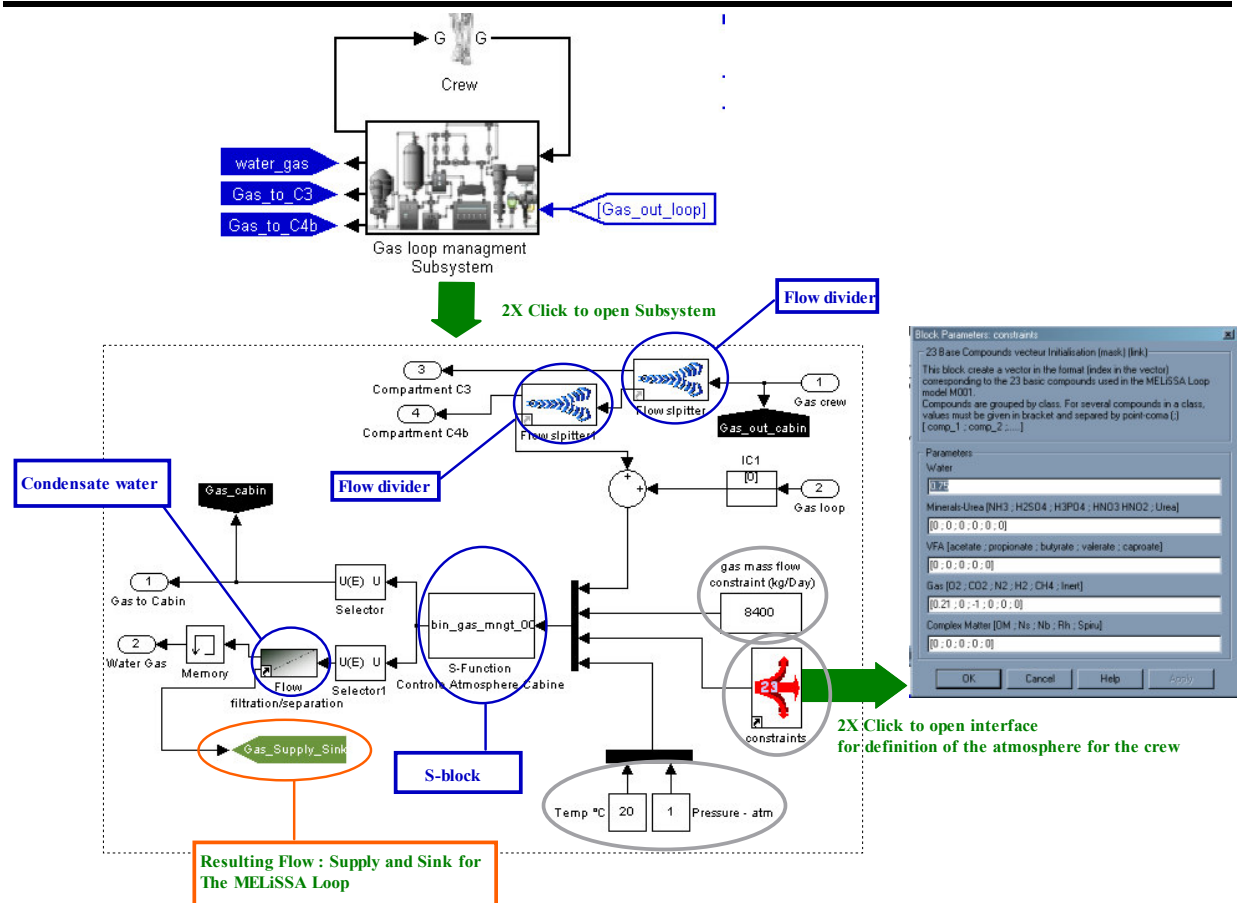 G G
Crew
water_gas
Gas_to_C3
Gas_to_C4b
[Gas_out_loop]
Gas loop managment
Subsystem
2X Click to open Subsystem
Flow divider
3
Compartment C3
4
Compartment C4b
Flow slpitter
Flow slpitter1
1
Gas crew
Gas_out_cabin
Condensate water
Flow divider
Gas_cabin
IC1
[0]
2
Gas loop
+
+
1
Gas to Cabin
U(E) U
Selector
2
Water Gas
Memory
Flow
filtration/separation
U(E) U
Selector1
bin_gas_mngt_00
S-Function
Controle Atmosphere Cabine
gas mass flow
constraint (kg/Day)
8400
23
constraints
Gas_Supply_Sink
S-block
Temp °C
20
1
Pressure - atm
Resulting Flow : Supply and Sink for
The MELiSSA Loop
2X Click to open interface
for definition of the atmosphere for the crew
Block Parameters: constraints
23 Base Compounds vecteur Initialisation (mask) (link)
This block create a vector in the format (index in the vector)
corresponding to the 23 basic compounds used in the MELiSSA Loop
model M001.
Compounds are grouped by class. For several compounds in a class,
values must be given in bracket and separed by point-coma (;)
[ comp_1 ; comp_2 ;.....]
Parameters
Water
0.75
Minerals-Urea [NH3 ; H2SO4 ; H3PO4 ; HNO3 HNO2 ; Urea]
[0 ; 0 ; 0 ; 0 ; 0 ; 0]
VFA [acetate ; propionate ; butyrate ; valerate ; caproate]
[0 ; 0 ; 0 ; 0 ; 0]
Gas [O2 ; CO2 ; N2 ; H2 ; CH4 ; Inert]
[0.21 ; 0 ; -1 ; 0 ; 0 ; 0]
Complex Matter [OM ; Ns ; Nb ; Rh ; Spiru]
[0 ; 0 ; 0 ; 0 ; 0]
OK Cancel Help Apply